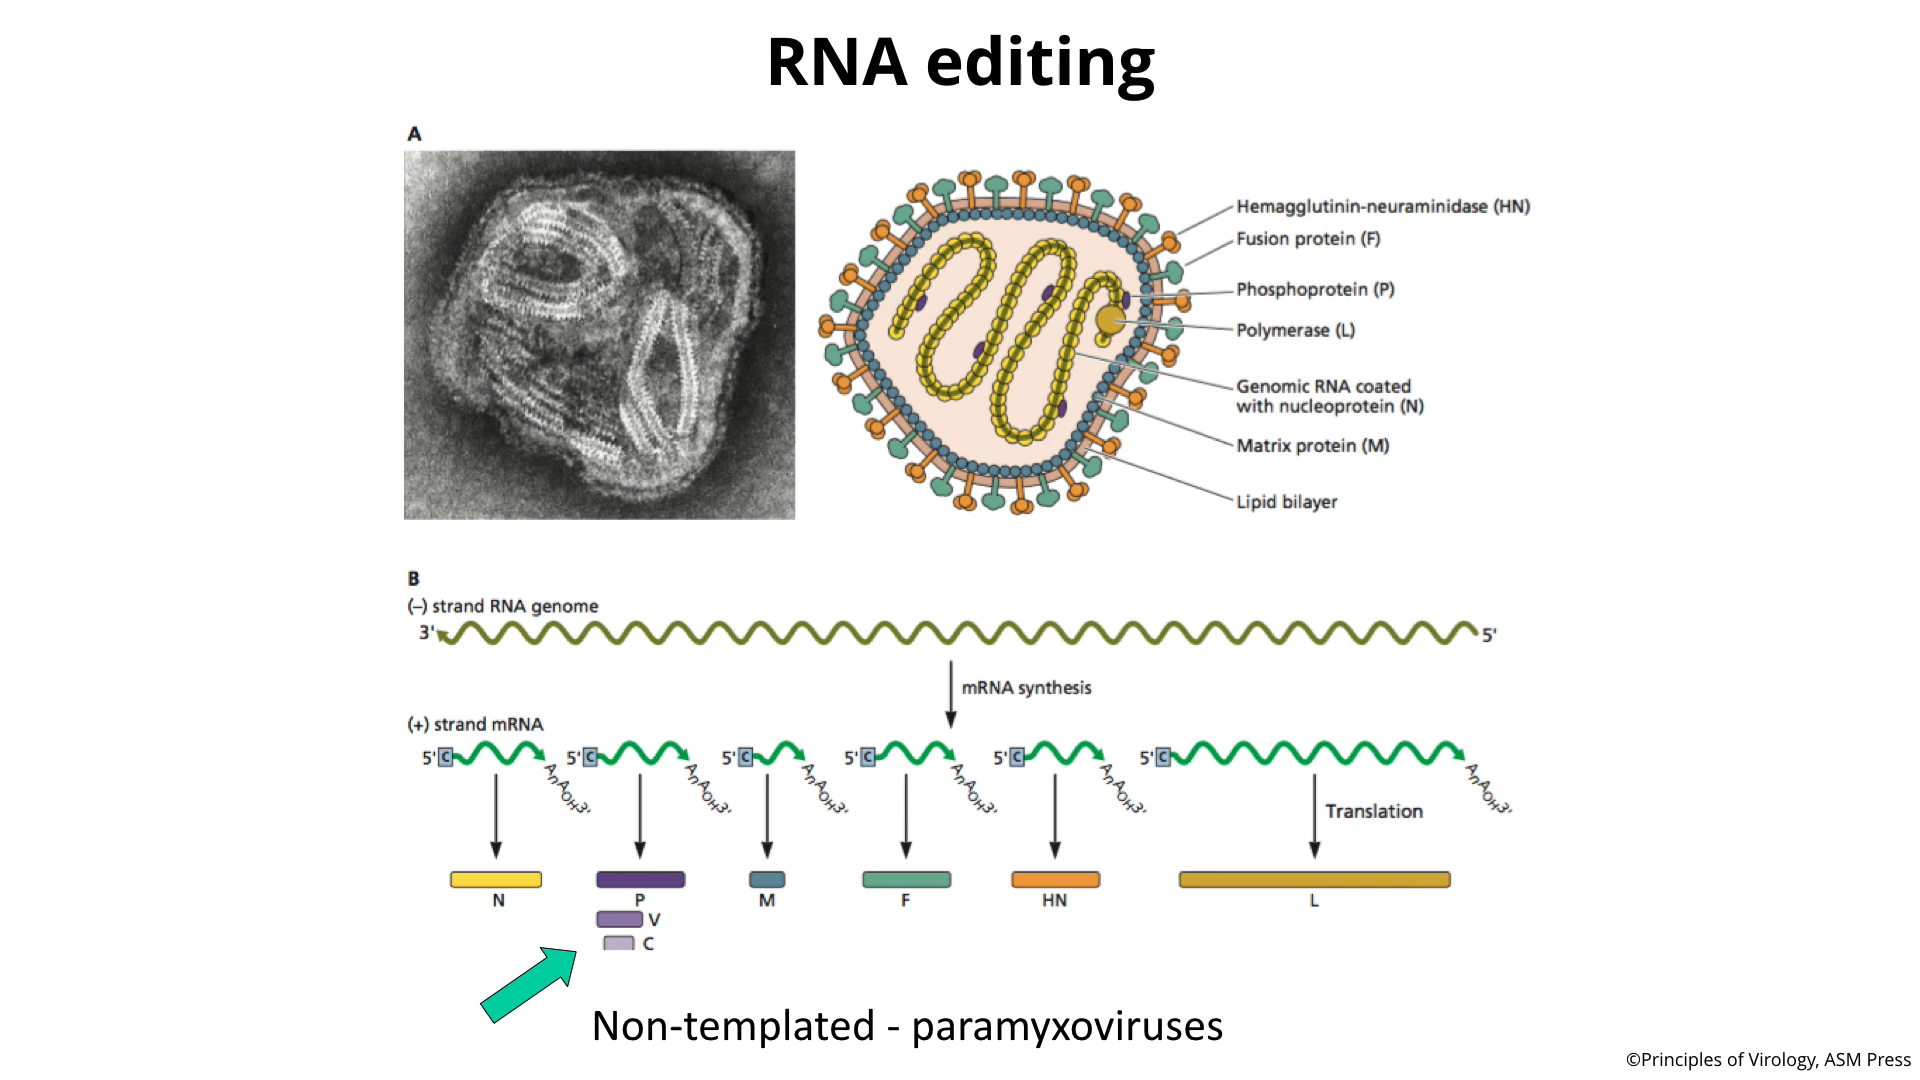 RNA editing
A
Hemagglutinin-neuraminidase (HN)
Fusion protein (F)
Phosphoprotein (P)
Polymerase (L)
Genomic RNA coated
with nucleoprotein (N)
Matrix protein (M)
Lipid bilayer
B
(–) strand RNA genome
3' 5'
mRNA synthesis
(+) strand mRNA
5' C 5' C 5' C 5' C 5' C 5' C
AnAOH3' AnAOH3' AnAOH3' AnAOH3' AnAOH3' AnAOH3'
Translation
N P M F HN L
V
C
Non-templated - paramyxoviruses
©Principles of Virology, ASM Press